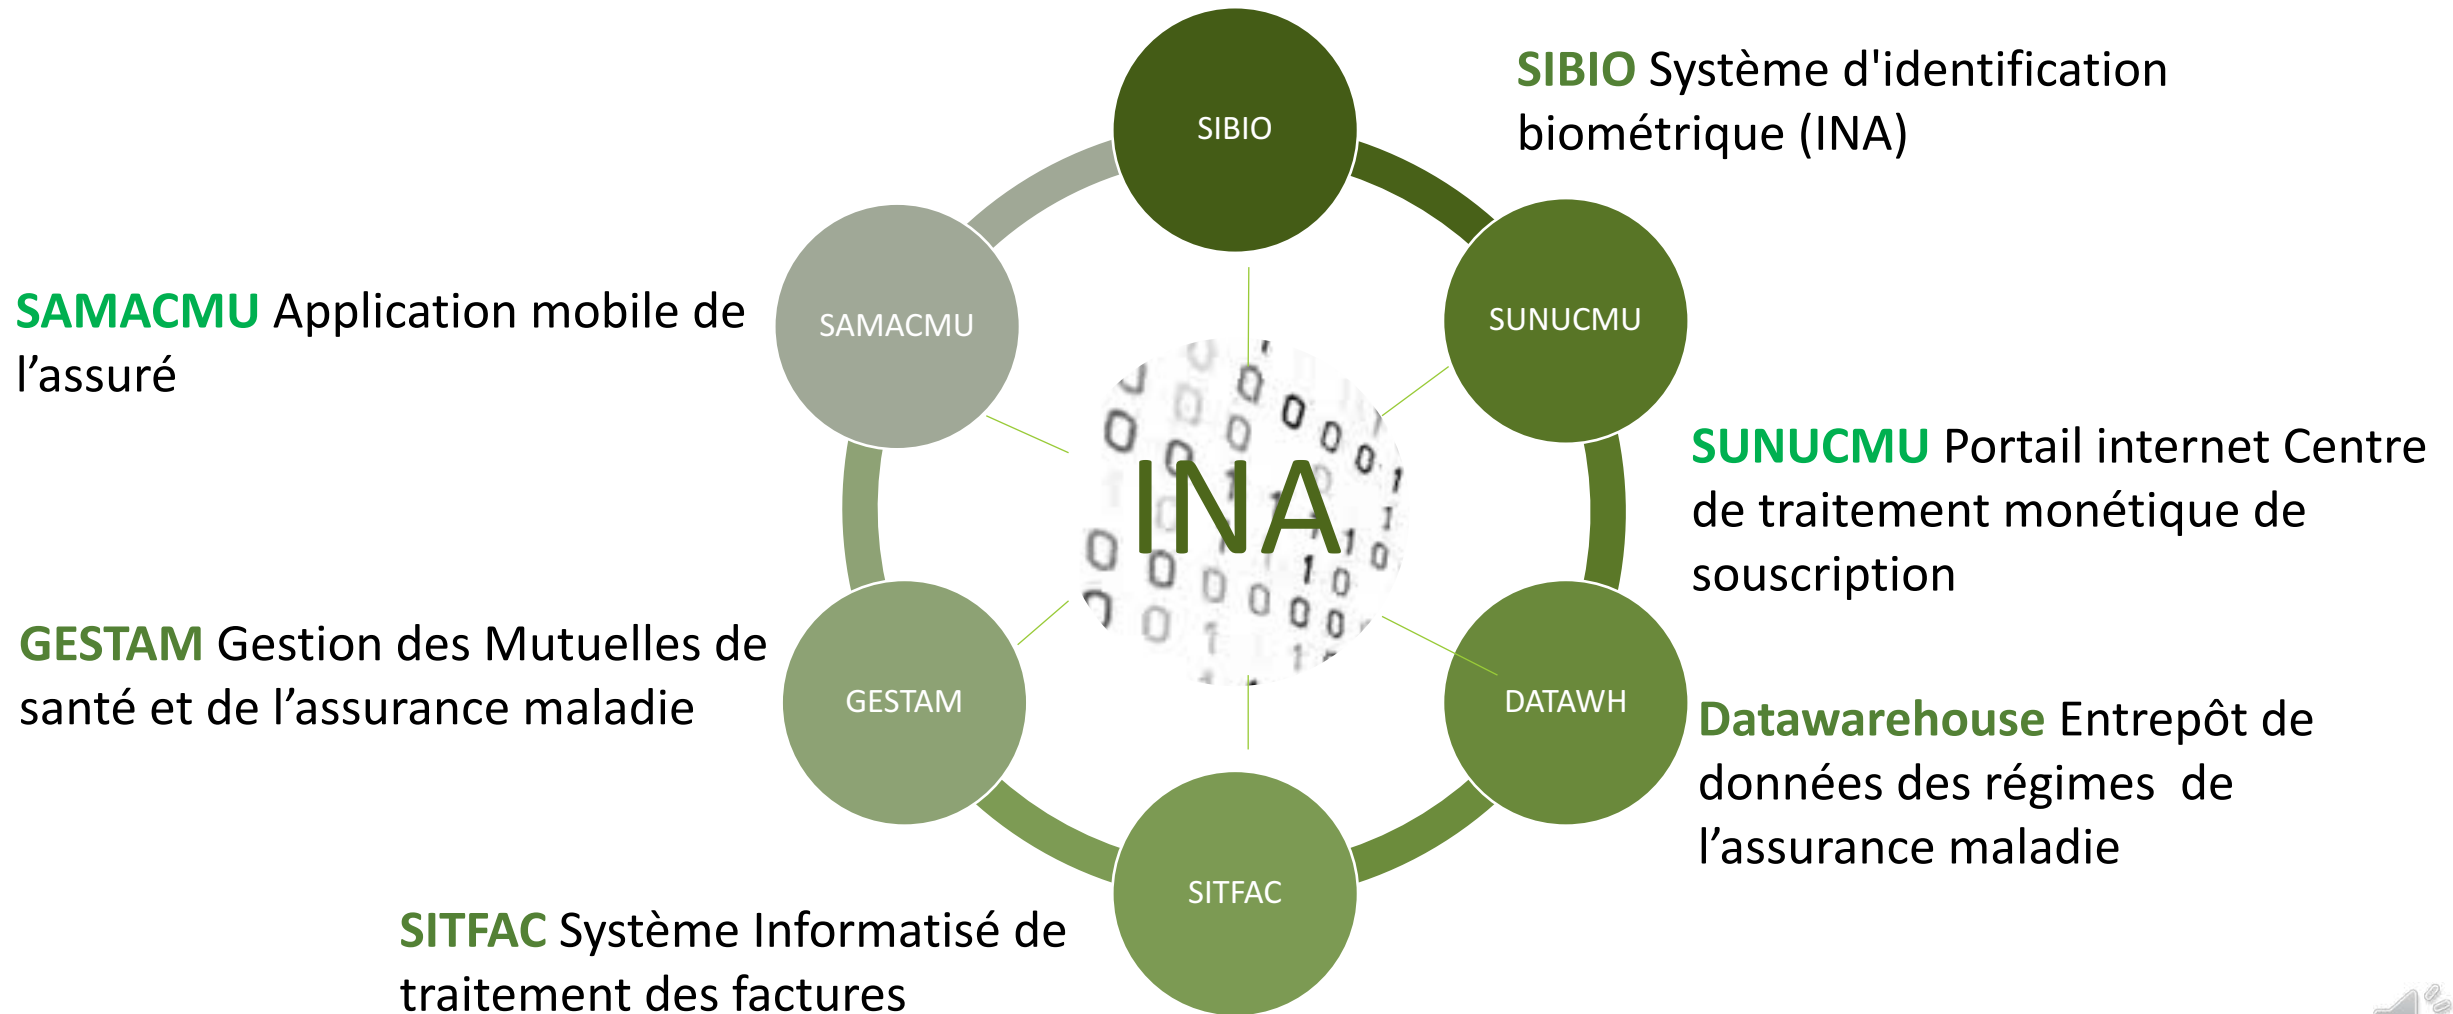 SIBIO
SIBIO Système d'identification
biométrique (INA)
SAMACMU Application mobile de
l’assuré
SAMACMU
SUNUCMU
SUNUCMU Portail internet Centre
de traitement monétique de
souscription
INA
GESTAM Gestion des Mutuelles de
santé et de l’assurance maladie
GESTAM
DATAWH
Datawarehouse Entrepôt de
données des régimes  de
l’assurance maladie
SITFAC
SITFAC Système Informatisé de
traitement des factures